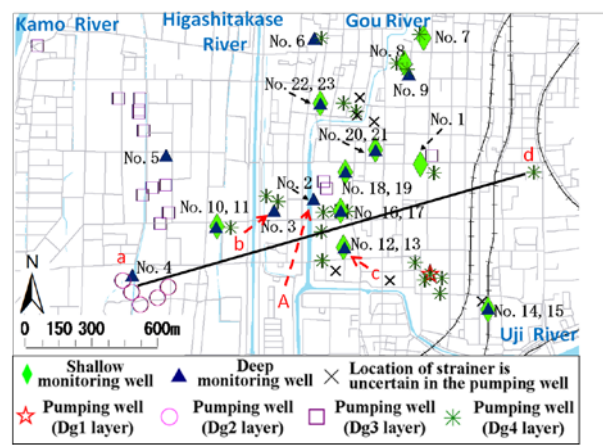 Kamo River
Higashitakase
River
Gou River
No. 6
No. 7
No. 8
No. 9
No. 22, 23
No. 20, 21
No. 1
No. 5
No. 2
No. 18, 19
d
No. 10, 11
No. 3
No. 16, 17
b
a
No. 4
No. 12, 13
c
A
N
No. 14, 15
0 150 300 600m
Uji River
Shallow
monitoring well
Deep
monitoring well
Location of strainer is
uncertain in the pumping well
Pumping well
(Dg1 layer)
Pumping well
(Dg2 layer)
Pumping well
(Dg3 layer)
Pumping well
(Dg4 layer)